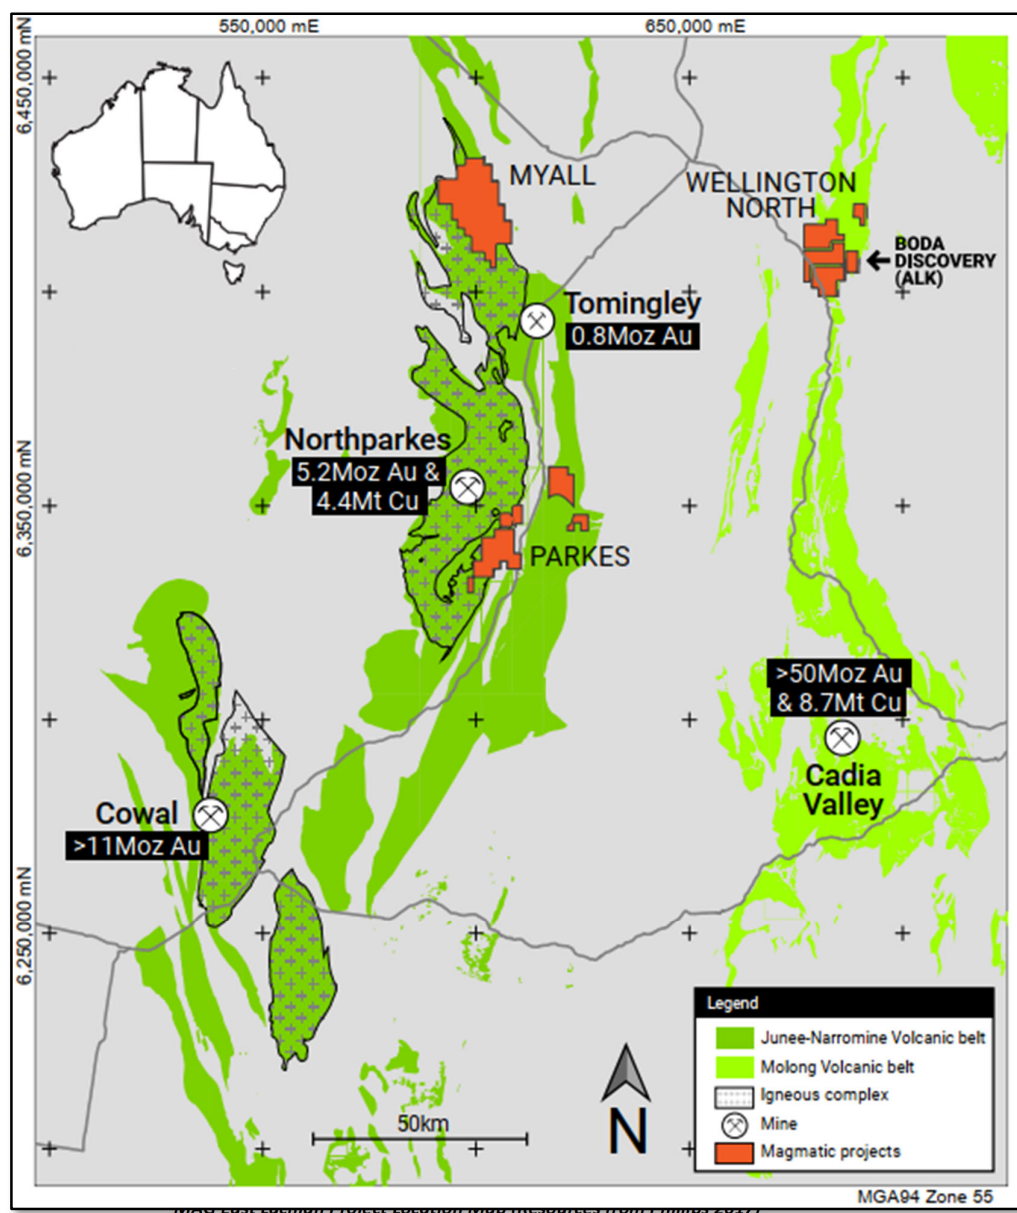 550,000 mE
650,000 mE
6,450,000 mN
6,350,000 mN
6,250,000 mN
MYALL
WELLINGTON
NORTH
BODA
DISCOVERY
(ALK)
Tomingley
0.8Moz Au
Northparkes
5.2Moz Au &
4.4Mt Cu
PARKES
>50Moz Au
& 8.7Mt Cu
Cadia
Valley
Cowal
>11Moz Au
Legend
Junee-Narromine Volcanic belt
Molong Volcanic belt
Igneous complex
Mine
Magmatic projects
50km
N
MGA94 Zone 55